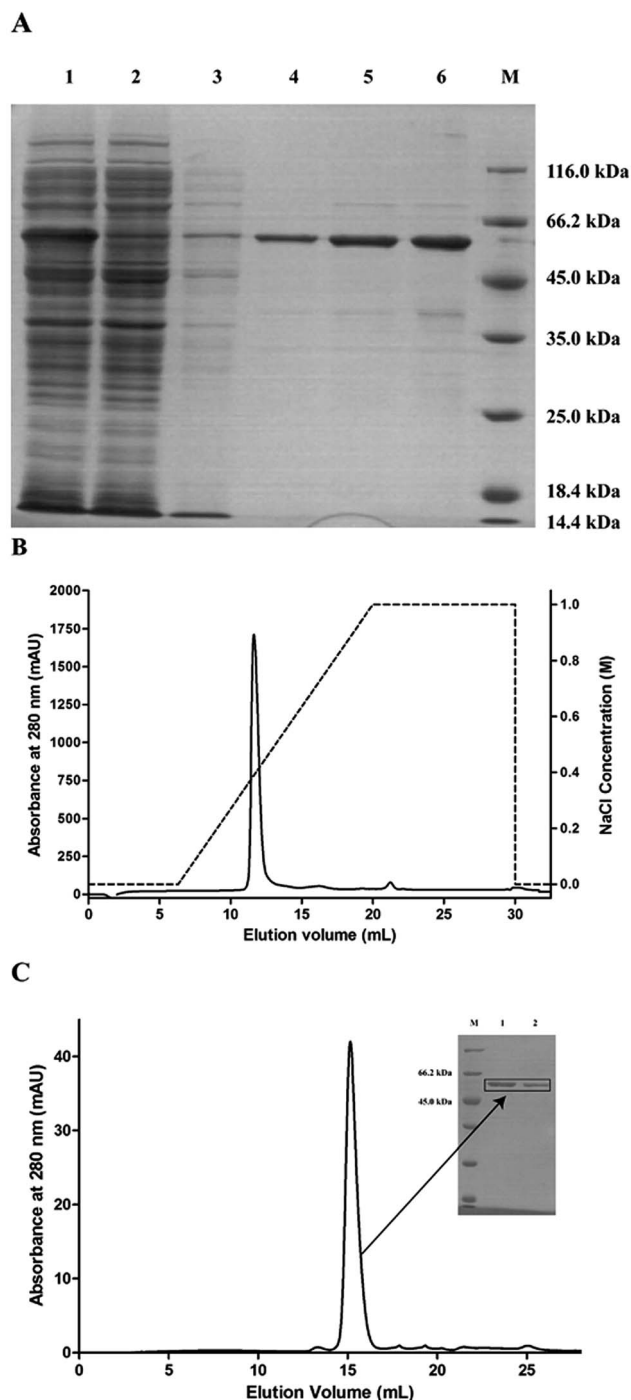 A
1 2 3 4 5 6 M
116.0 kDa
66.2 kDa
45.0 kDa
35.0 kDa
25.0 kDa
18.4 kDa
14.4 kDa
B
2000
1750
1500
1250
1000
750
500
250
0
Absorbance at 280 nm (mAU)
1.0
0.8
0.6
0.4
0.2
0.0
NaCl Concentration (M)
0 5 10 15 20 25 30
Elution volume (mL)
C
40
30
20
10
0
Absorbance at 280 nm (mAU)
M 1 2
66.2 kDa
45.0 kDa
0 5 10 15 20 25
Elution Volume (mL)